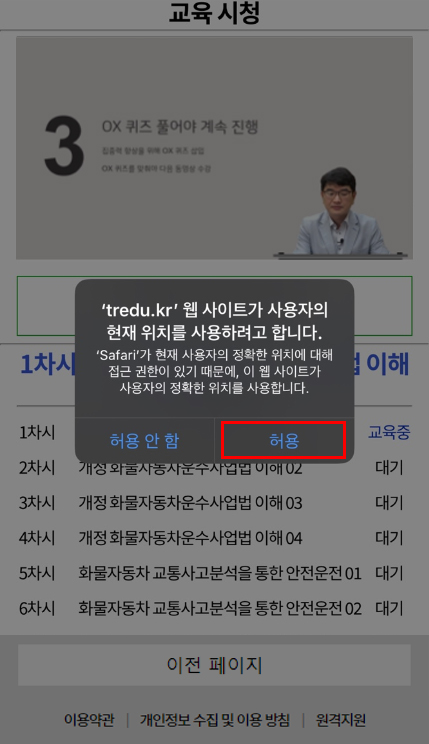 교육 시청
3
OX 퀴즈 풀어야 계속 진행
집중력 향상을 위해 OX 퀴즈 삽입
OX 퀴즈를 맞춰야 다음 동영상 수강
‘tredu.kr’ 웹 사이트가 사용자의
현재 위치를 사용하려고 합니다.
‘Safari’가 현재 사용자의 정확한 위치에 대해
접근 권한이 있기 때문에, 이 웹 사이트가
사용자의 정확한 위치를 사용합니다.
허용 안 함 허용
1차시 이해
1차시 교육중
2차시 개정 화물자동차운수사업법 이해 02 대기
3차시 개정 화물자동차운수사업법 이해 03 대기
4차시 개정 화물자동차운수사업법 이해 04 대기
5차시 화물자동차 교통사고분석을 통한 안전운전 01 대기
6차시 화물자동차 교통사고분석을 통한 안전운전 02 대기
이전 페이지
이용약관 | 개인정보 수집 및 이용 방침 | 원격지원